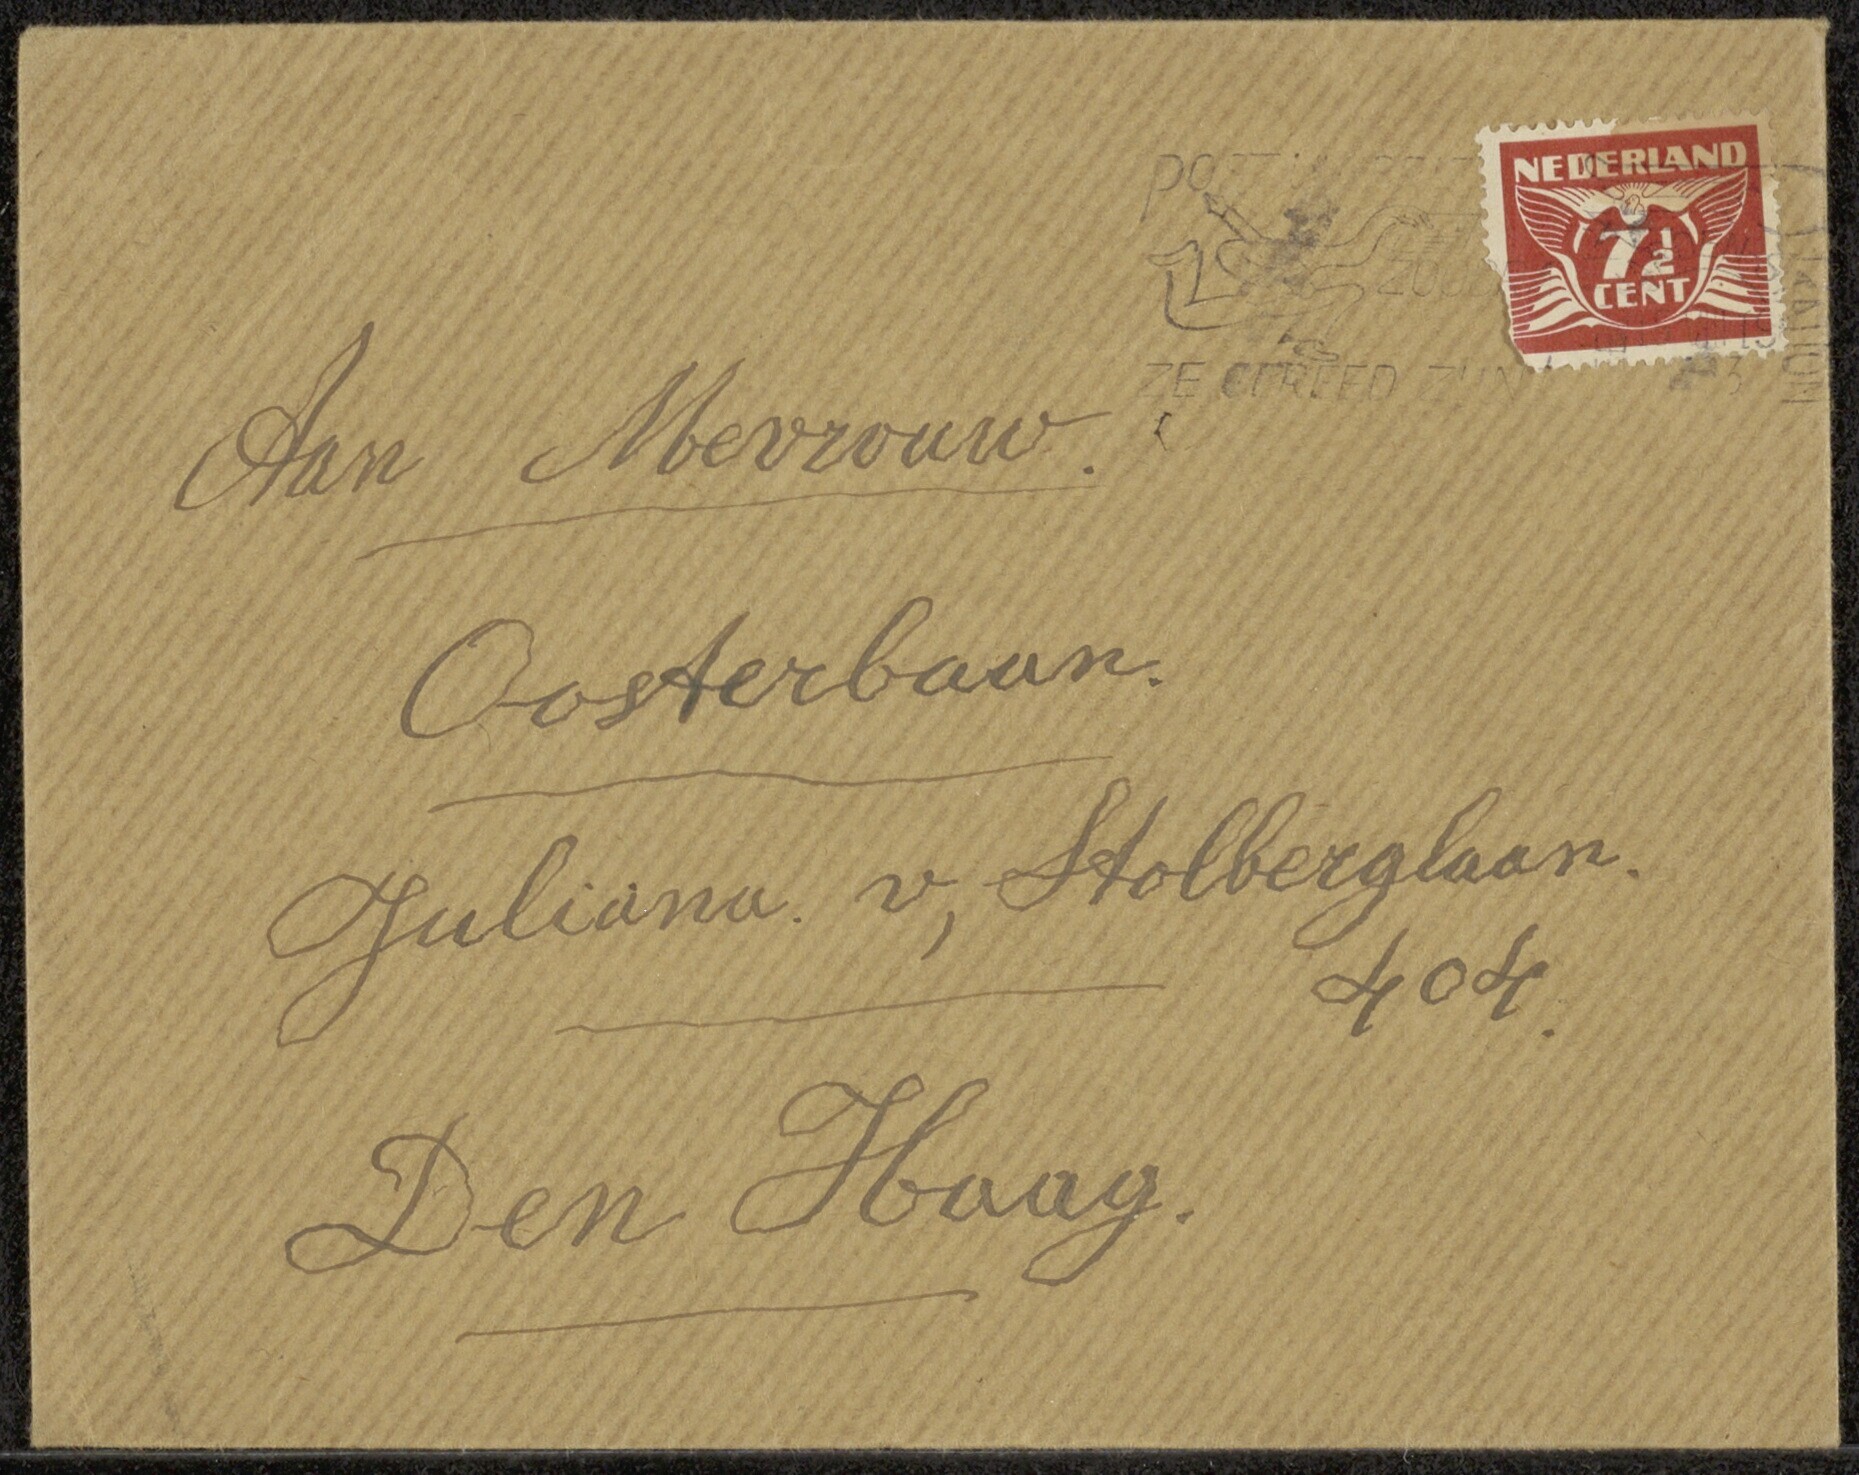 NEDERLAND
7½
CENT
ZE GEREED ZIJN
Aan Mevrouw.
Oosterbaan.
Juliana. v, Stolberglaan.
404.
Den Haag.